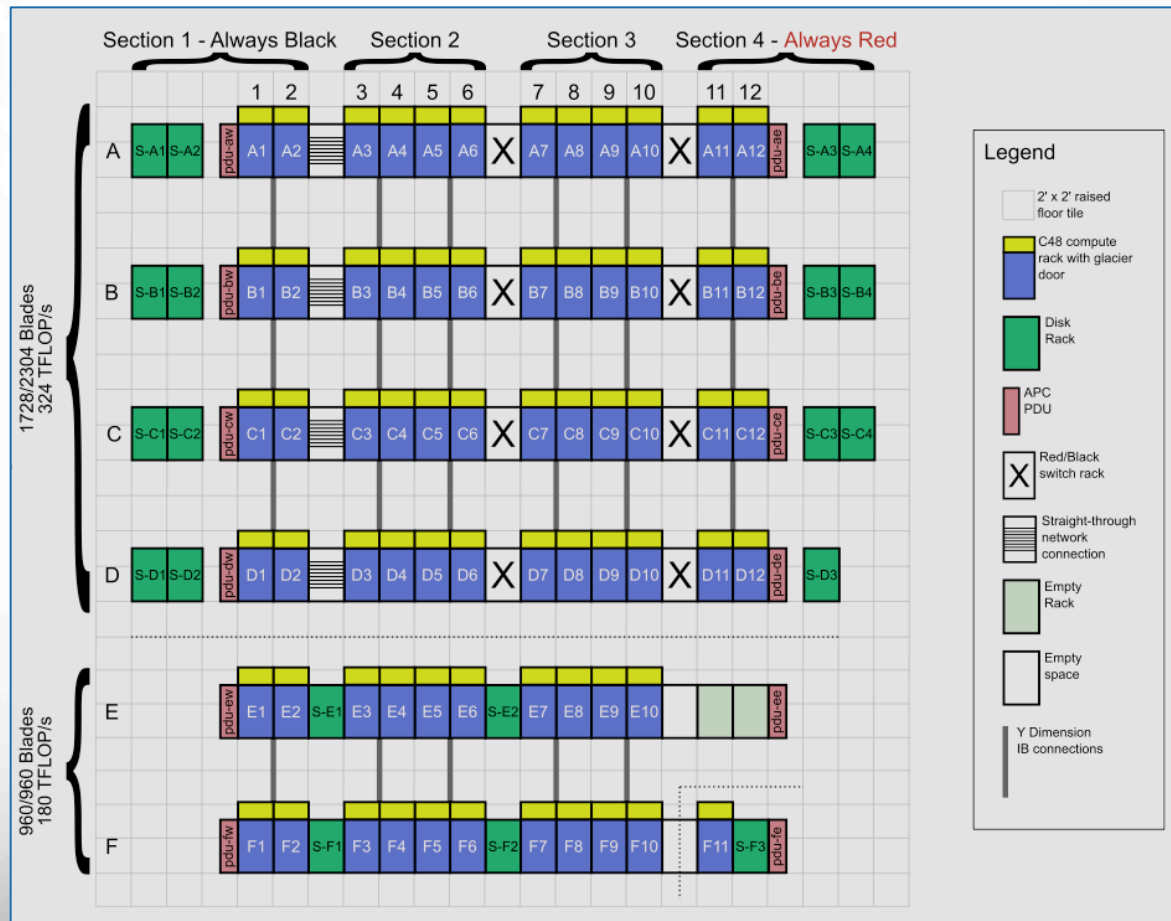 Section 1 - Always Black Section 2 Section 3 Section 4 - Always Red
1 2 3 4 5 6 7 8 9 10 11 12
A S-A1 S-A2 pdu-aw A1 A2 A3 A4 A5 A6 X A7 A8 A9 A10 X A11 A12 pdu-ae S-A3 S-A4
B S-B1 S-B2 pdu-bw B1 B2 B3 B4 B5 B6 X B7 B8 B9 B10 X B11 B12 pdu-be S-B3 S-B4
1728/2304 Blades
324 TFLOP/s
C S-C1 S-C2 pdu-cw C1 C2 C3 C4 C5 C6 X C7 C8 C9 C10 X C11 C12 pdu-ce S-C3 S-C4
D S-D1 S-D2 pdu-dw D1 D2 D3 D4 D5 D6 X D7 D8 D9 D10 X D11 D12 pdu-de S-D3
960/960 Blades
180 TFLOP/s
E pdu-ew E1 E2 S-E1 E3 E4 E5 E6 S-E2 E7 E8 E9 E10 pdu-ee
F pdu-fw F1 F2 S-F1 F3 F4 F5 F6 S-F2 F7 F8 F9 F10 F11 S-F3 pdu-fe
Legend
2' x 2' raised
floor tile
C48 compute
rack with glacier
door
Disk
Rack
APC
PDU
X
Red/Black
switch rack
Straight-through
network
connection
Empty
Rack
Empty
space
Y Dimension
IB connections